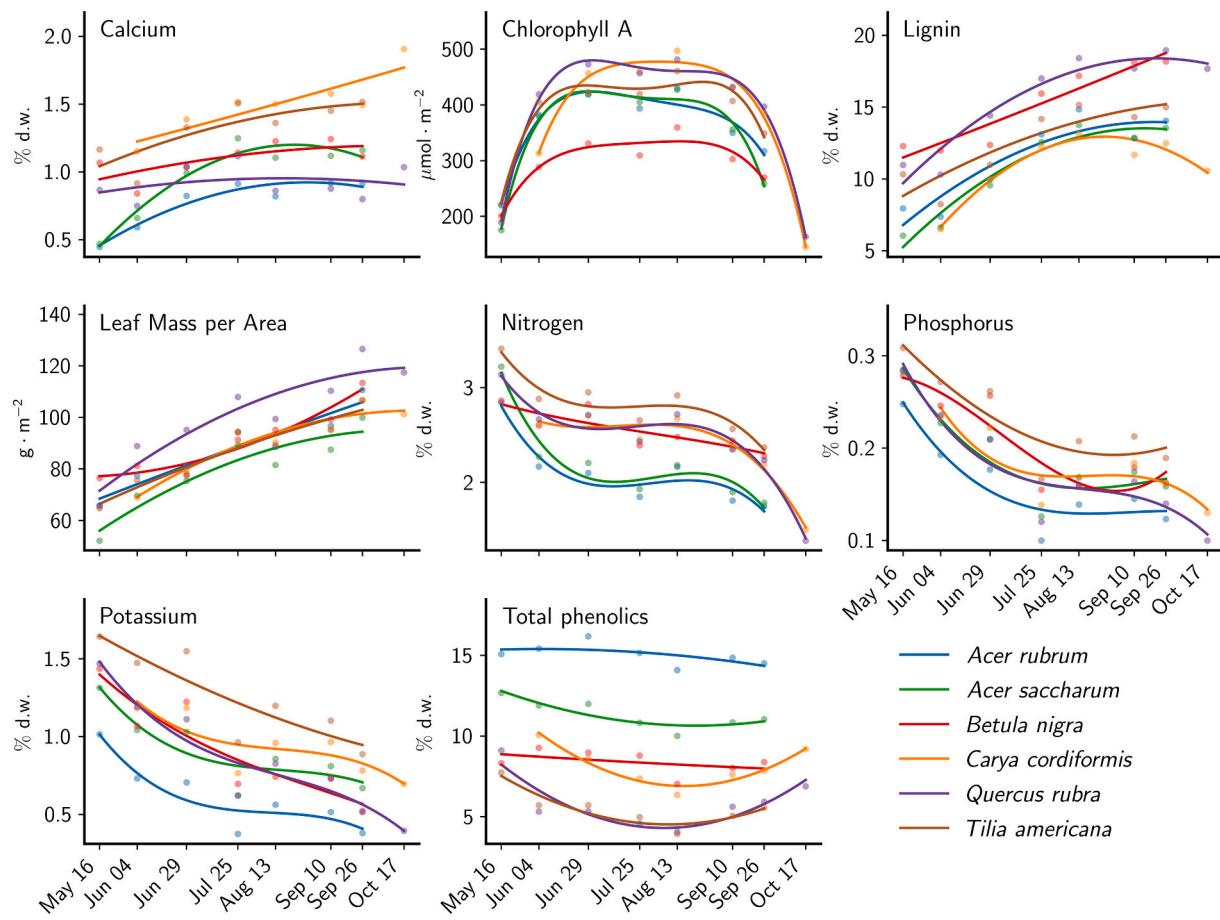 Calcium
% d.w.
2.0
1.5
1.0
0.5
Chlorophyll A
μmol · m⁻²
500
400
300
200
Lignin
% d.w.
20
15
10
5
Leaf Mass per Area
g · m⁻²
140
120
100
80
60
Nitrogen
% d.w.
3
2
Phosphorus
% d.w.
0.3
0.2
0.1
May 16
Jun 04
Jun 29
Jul 25
Aug 13
Sep 10
Sep 26
Oct 17
Potassium
% d.w.
1.5
1.0
0.5
May 16
Jun 04
Jun 29
Jul 25
Aug 13
Sep 10
Sep 26
Oct 17
Total phenolics
% d.w.
15
10
5
May 16
Jun 04
Jun 29
Jul 25
Aug 13
Sep 10
Sep 26
Oct 17
Acer rubrum
Acer saccharum
Betula nigra
Carya cordiformis
Quercus rubra
Tilia americana